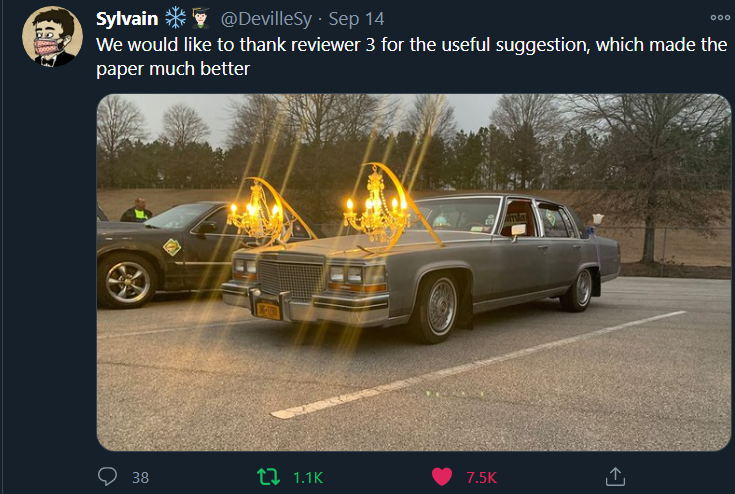 Sylvain @DevilleSy · Sep 14
We would like to thank reviewer 3 for the useful suggestion, which made the
paper much better
38 1.1K 7.5K